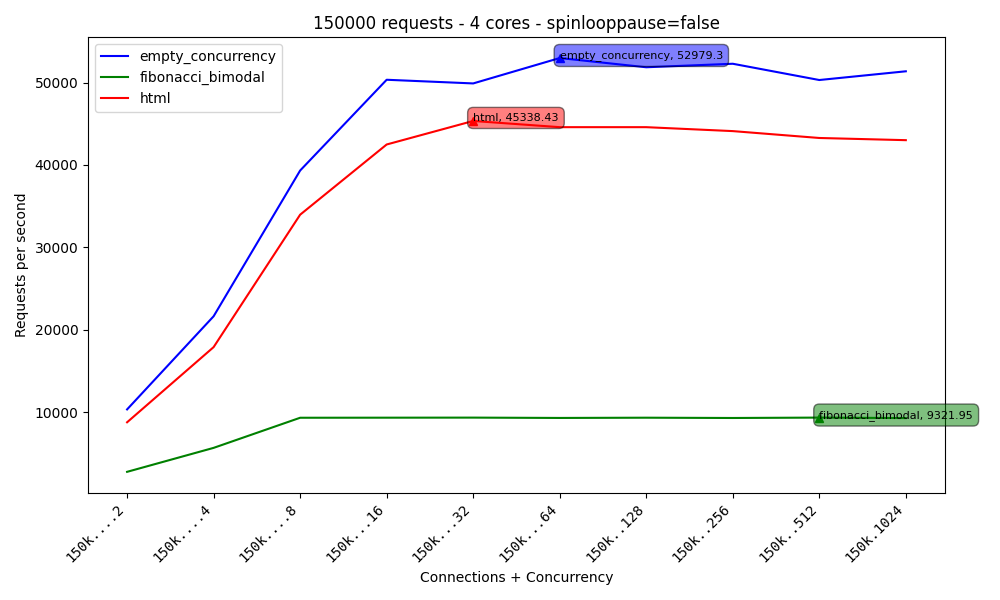 150000 requests - 4 cores - spinlooppause=false
empty_concurrency
fibonacci_bimodal
html
empty_concurrency, 52979.3
html, 45338.43
fibonacci_bimodal, 9321.95
Requests per second
50000
40000
30000
20000
10000
150k....2
150k....4
150k....8
150k...16
150k...32
150k...64
150k..128
150k..256
150k..512
150k.1024
Connections + Concurrency